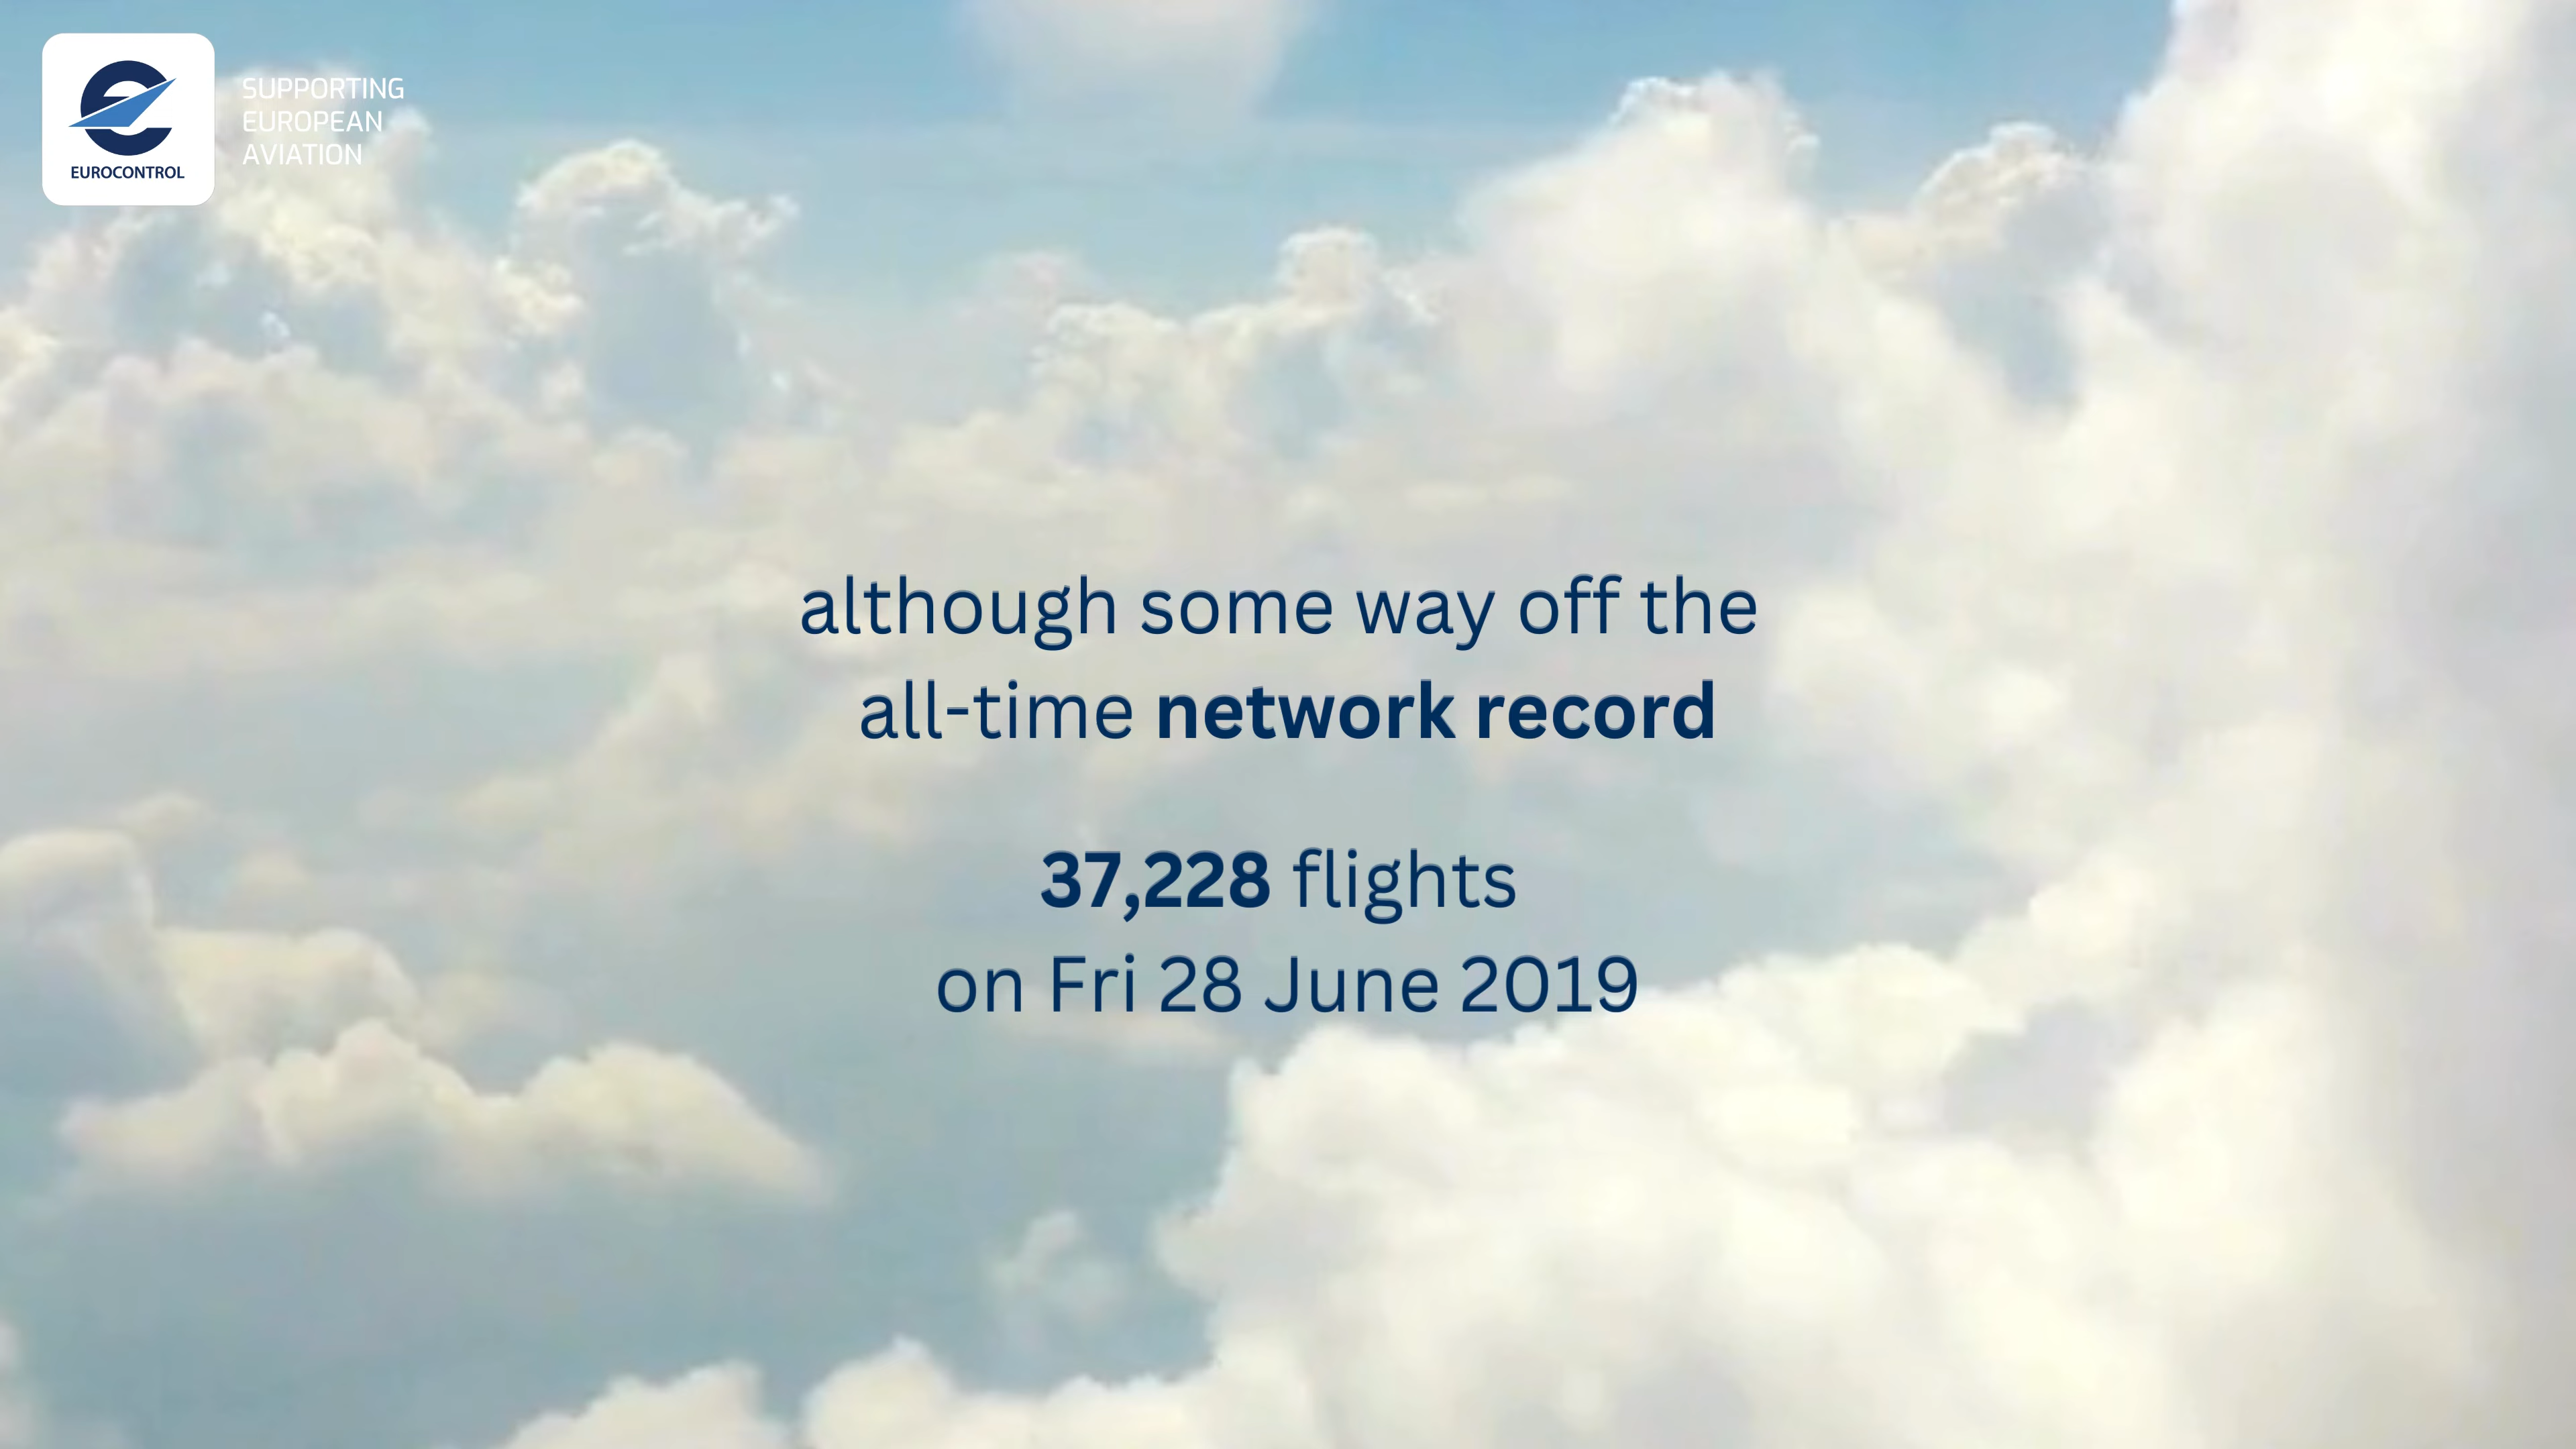 EUROCONTROL
SUPPORTING
EUROPEAN
AVIATION
although some way off the
all-time network record
37,228 flights
on Fri 28 June 2019